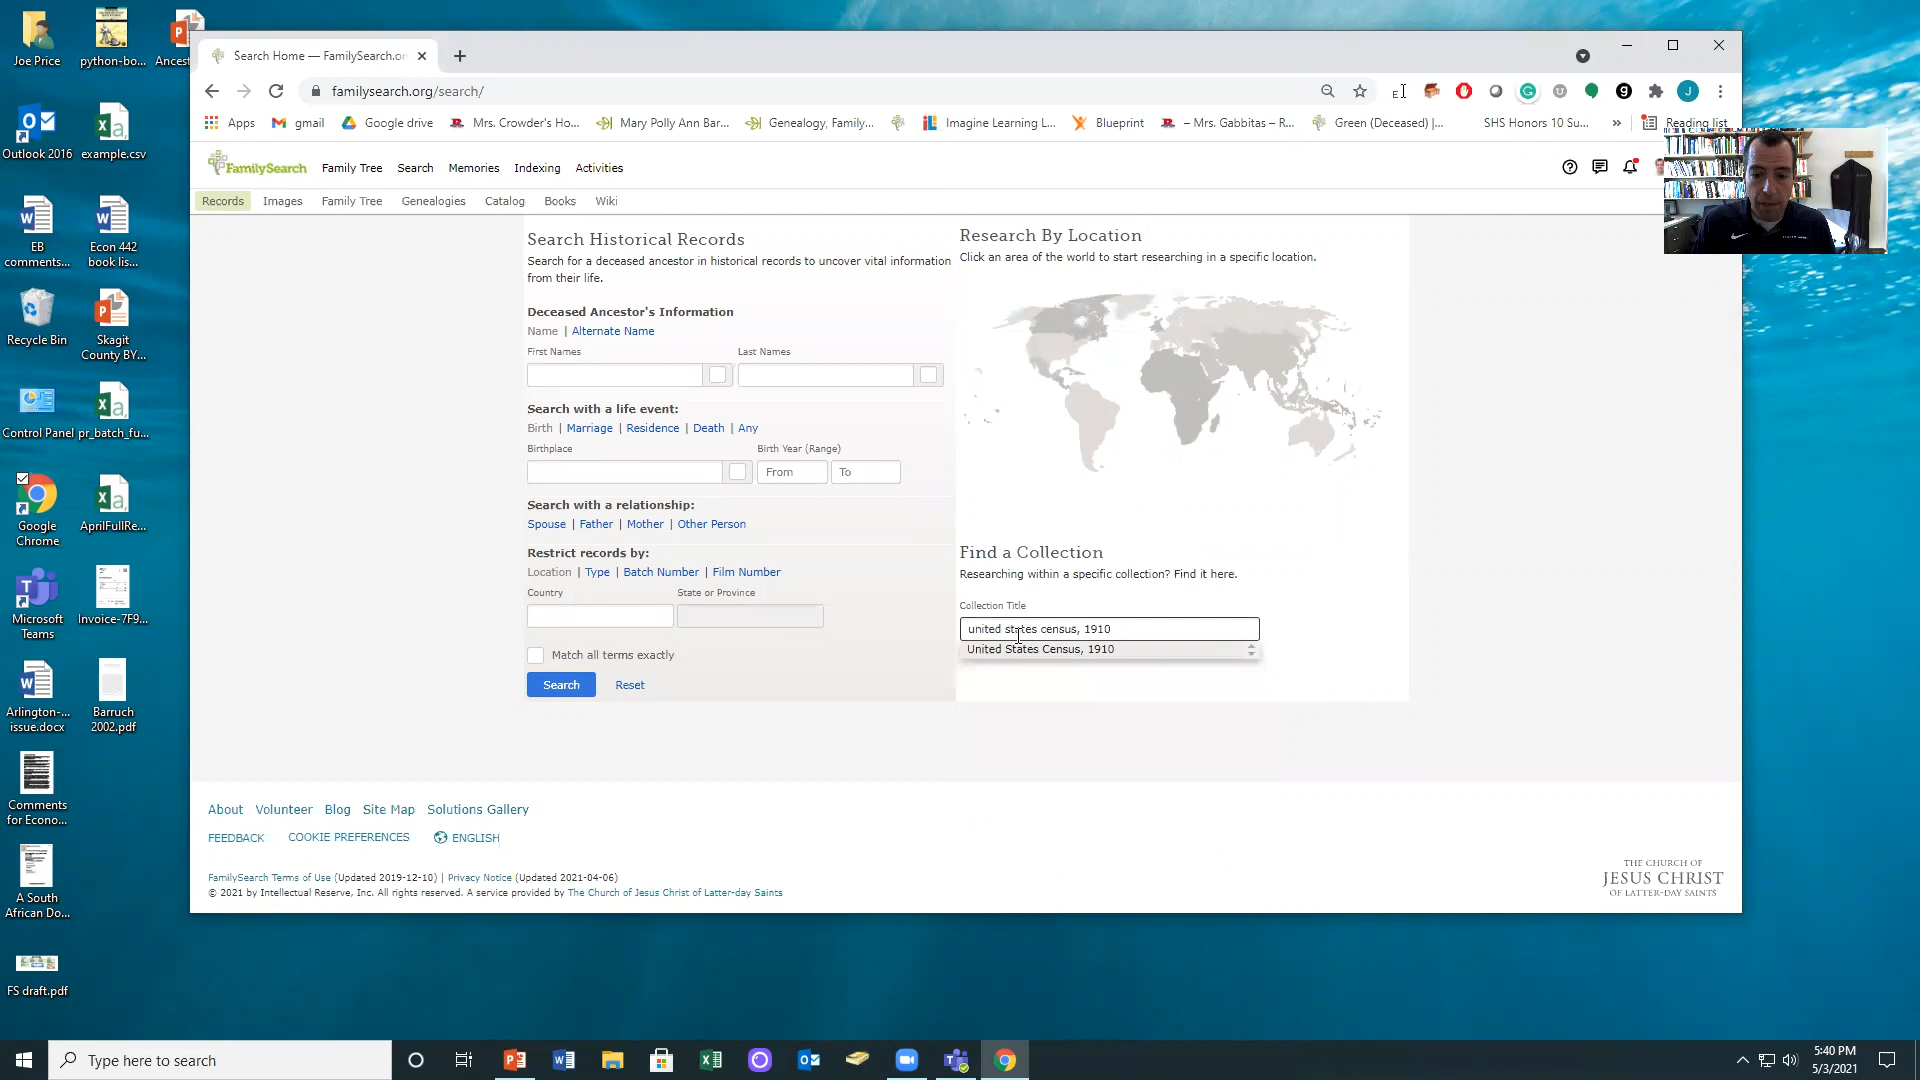 Joe Price
python-bo...
Ancest
Outlook 2016
example.csv
EB
comments...
Econ 442
book lis...
Recycle Bin
Skagit
County BY...
Control Panel
pr_batch_fu...
Google
Chrome
AprilFullRe...
Microsoft
Teams
Invoice-7F9...
Arlington-...
issue.docx
Barruch
2002.pdf
Comments
for Econo...
A South
African Do...
FS draft.pdf
Search Home — FamilySearch.or
familysearch.org/search/
Apps
gmail
Google drive
Mrs. Crowder's Ho...
Mary Polly Ann Bar...
Genealogy, Family...
Imagine Learning L...
Blueprint
– Mrs. Gabbitas – R...
Green (Deceased) |...
SHS Honors 10 Su...
»
Reading list
FamilySearch
Family Tree
Search
Memories
Indexing
Activities
Records
Images
Family Tree
Genealogies
Catalog
Books
Wiki
Search Historical Records
Search for a deceased ancestor in historical records to uncover vital information
from their life.
Deceased Ancestor's Information
Name | Alternate Name
First Names
Last Names
Search with a life event:
Birth | Marriage | Residence | Death | Any
Birthplace
Birth Year (Range)
From
To
Search with a relationship:
Spouse | Father | Mother | Other Person
Restrict records by:
Location | Type | Batch Number | Film Number
Country
State or Province
Match all terms exactly
Search
Reset
Research By Location
Click an area of the world to start researching in a specific location.
Find a Collection
Researching within a specific collection? Find it here.
Collection Title
united states census, 1910
United States Census, 1910
About
Volunteer
Blog
Site Map
Solutions Gallery
FEEDBACK
COOKIE PREFERENCES
ENGLISH
FamilySearch Terms of Use (Updated 2019-12-10) | Privacy Notice (Updated 2021-04-06)
© 2021 by Intellectual Reserve, Inc. All rights reserved. A service provided by The Church of Jesus Christ of Latter-day Saints
THE CHURCH OF
JESUS CHRIST
OF LATTER-DAY SAINTS
Type here to search
5:40 PM
5/3/2021